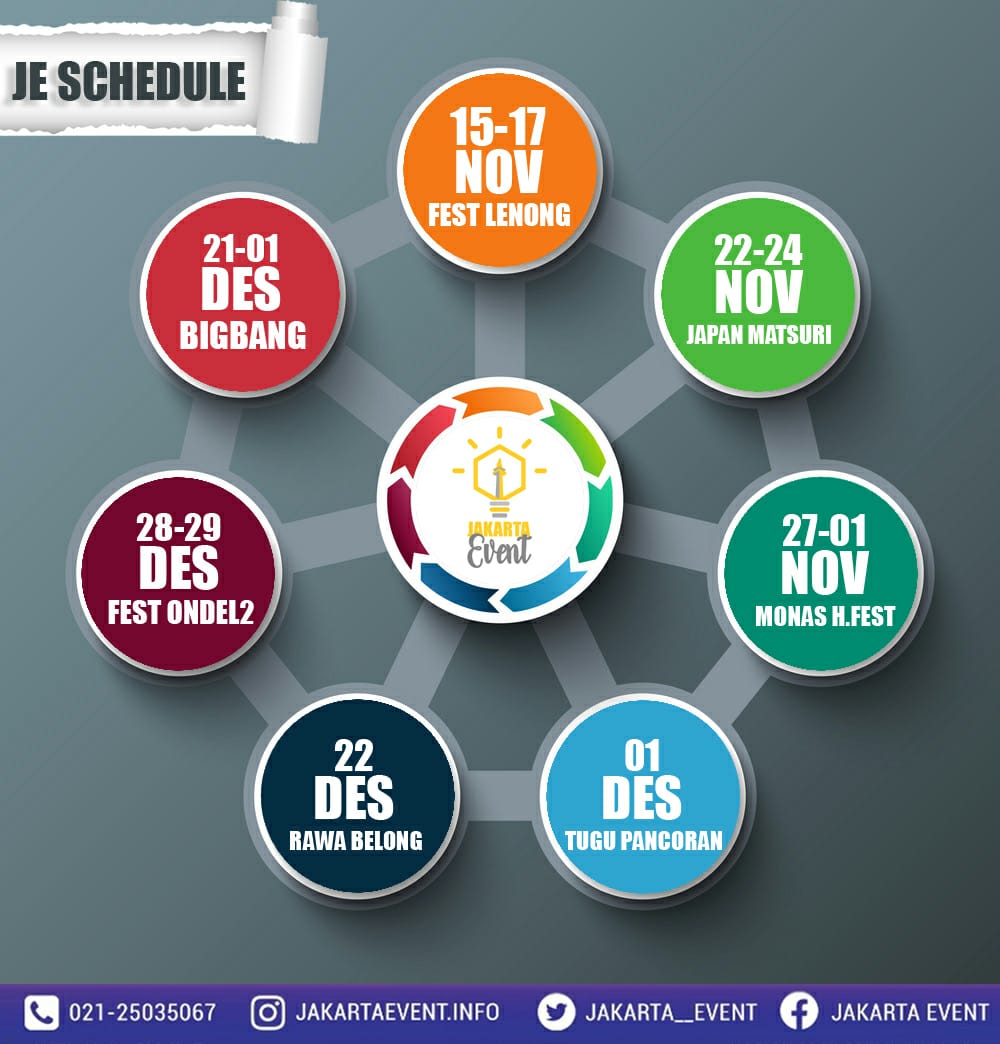 JE SCHEDULE
15-17
NOV
FEST LENONG
22-24
NOV
JAPAN MATSURI
27-01
NOV
MONAS H.FEST
01
DES
TUGU PANCORAN
22
DES
RAWA BELONG
28-29
DES
FEST ONDEL2
21-01
DES
BIGBANG
JAKARTA
Event
021-25035067
JAKARTAEVENT.INFO
JAKARTA__EVENT
JAKARTA EVENT